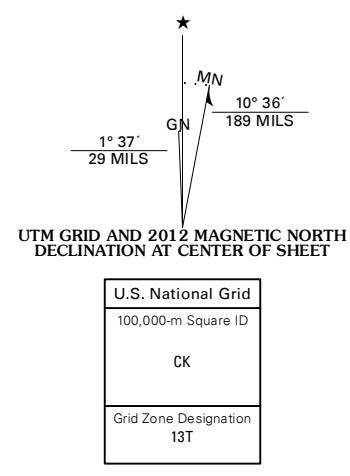 ★
MN
GN
10° 36´
189 MILS
1° 37´
29 MILS
UTM GRID AND 2012 MAGNETIC NORTH
DECLINATION AT CENTER OF SHEET
U.S. National Grid
100,000-m Square ID
CK
Grid Zone Designation
13T